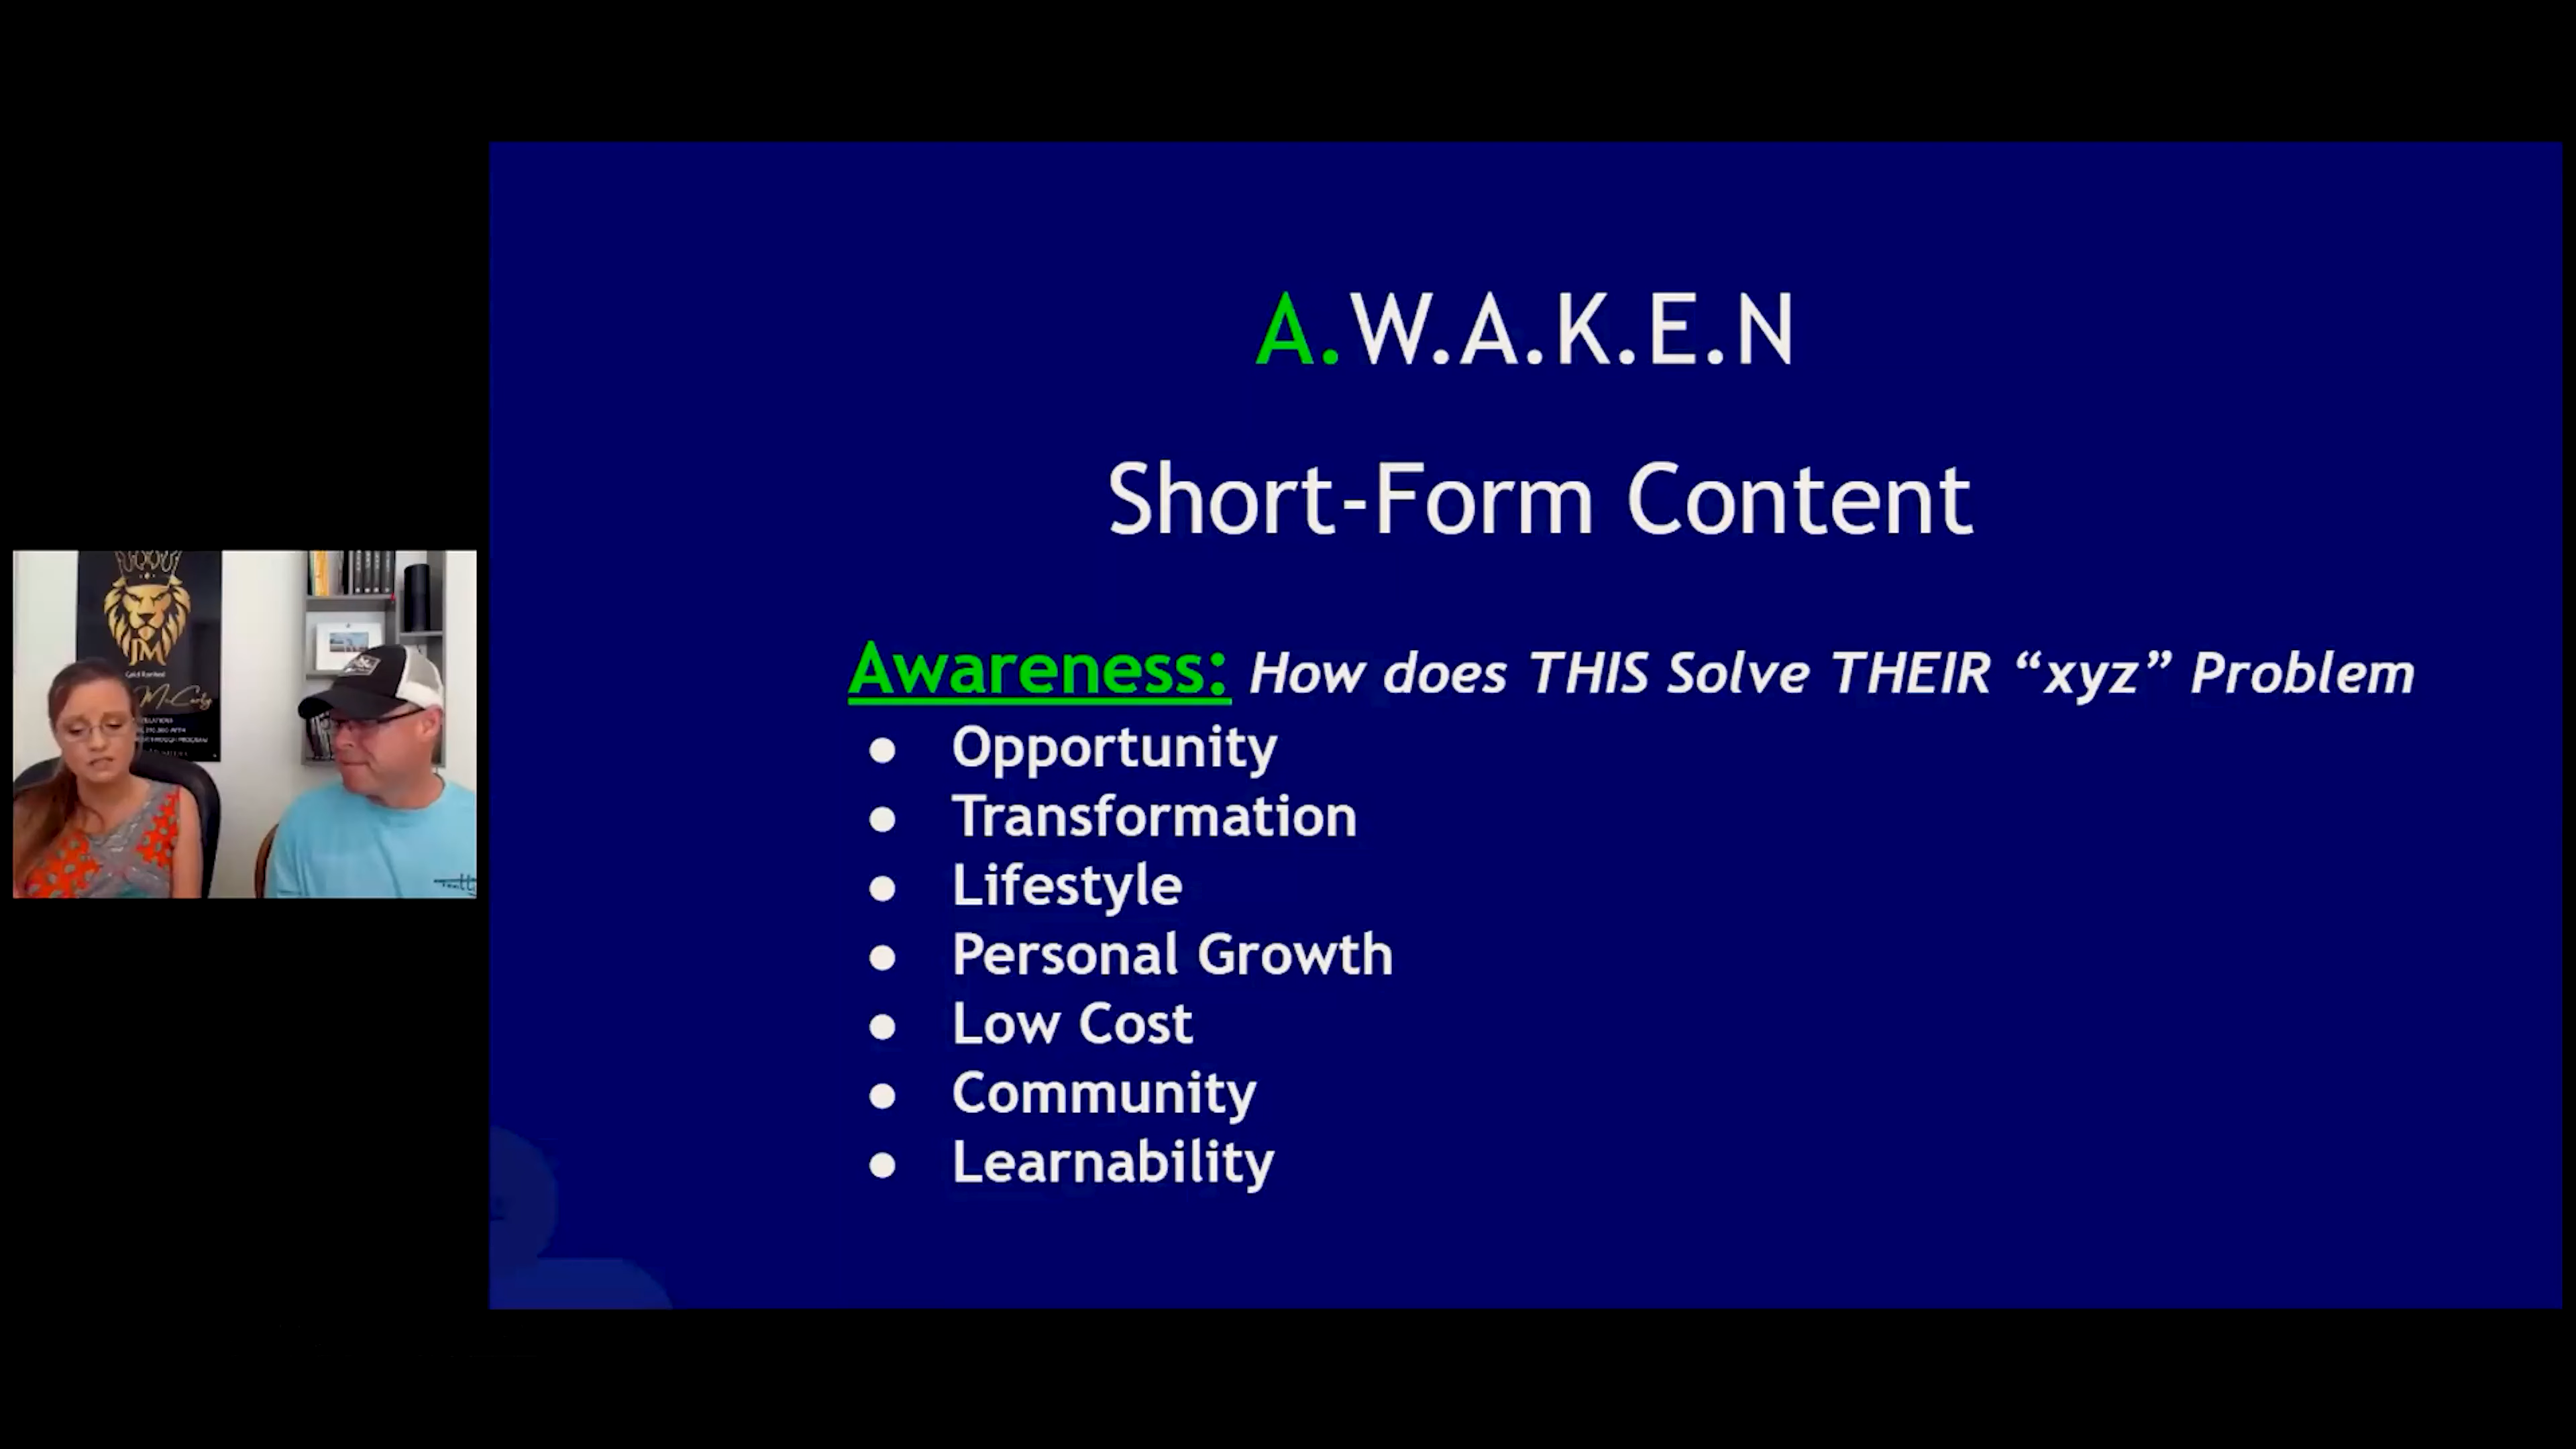 A.W.A.K.E.N
Short-Form Content
Awareness: How does THIS Solve THEIR “xyz” Problem
● Opportunity
● Transformation
● Lifestyle
● Personal Growth
● Low Cost
● Community
● Learnability
JM